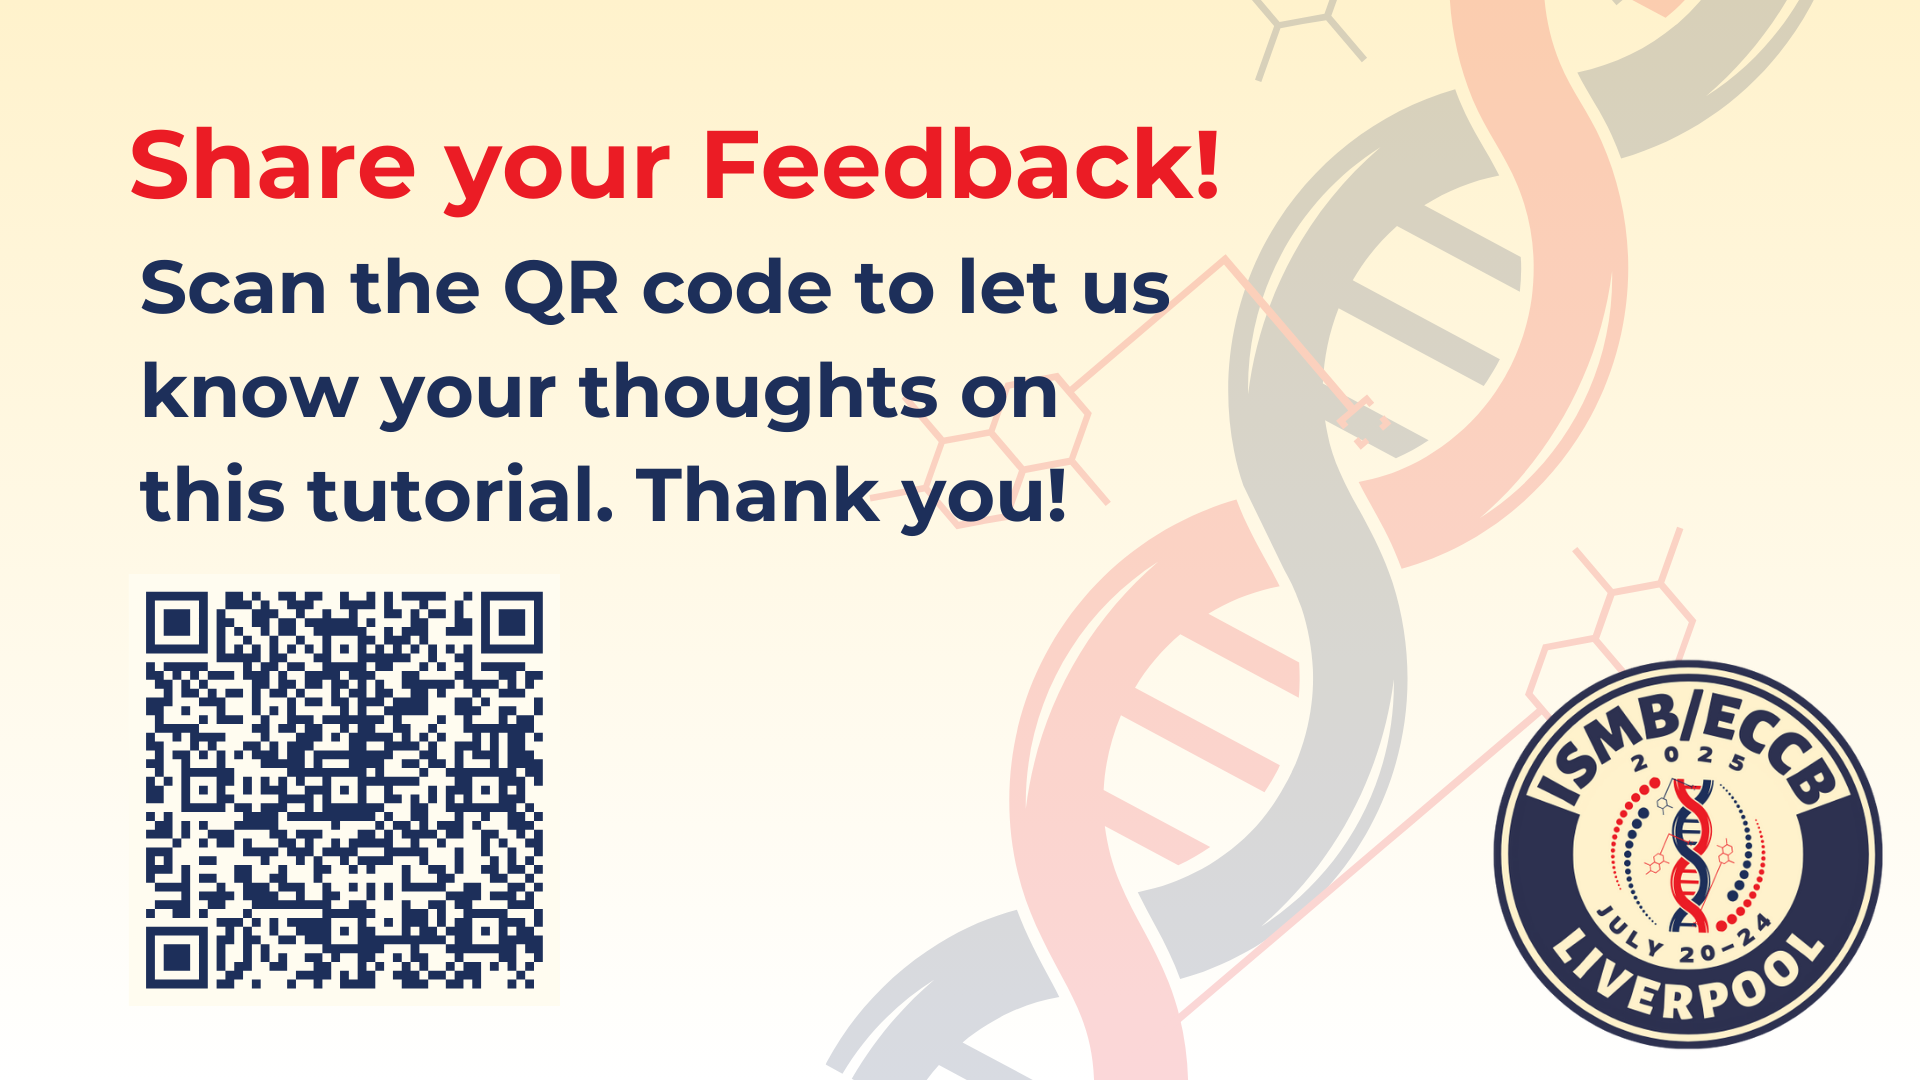 Share your Feedback!
Scan the QR code to let us
know your thoughts on
this tutorial. Thank you!
ISMB/ECCB
2025
JULY 20-24
LIVERPOOL